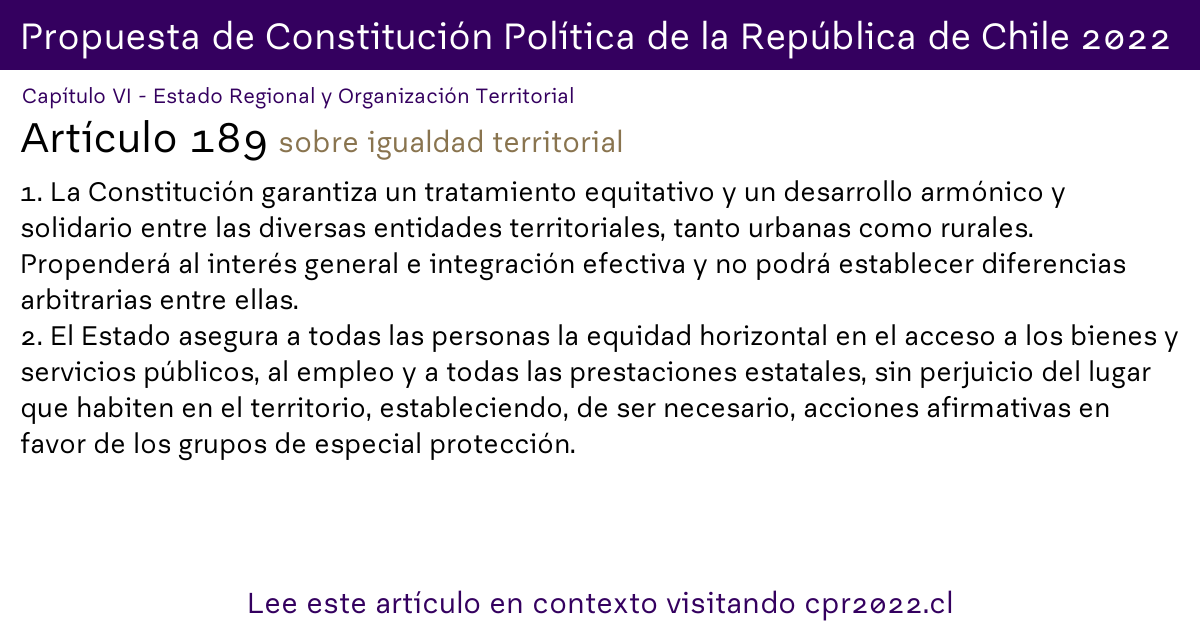 Propuesta de Constitución Política de la República de Chile 2022
Capítulo VI - Estado Regional y Organización Territorial
Artículo 189 sobre igualdad territorial
1. La Constitución garantiza un tratamiento equitativo y un desarrollo armónico y
solidario entre las diversas entidades territoriales, tanto urbanas como rurales.
Propenderá al interés general e integración efectiva y no podrá establecer diferencias
arbitrarias entre ellas.
2. El Estado asegura a todas las personas la equidad horizontal en el acceso a los bienes y
servicios públicos, al empleo y a todas las prestaciones estatales, sin perjuicio del lugar
que habiten en el territorio, estableciendo, de ser necesario, acciones afirmativas en
favor de los grupos de especial protección.
Lee este artículo en contexto visitando cpr2022.cl